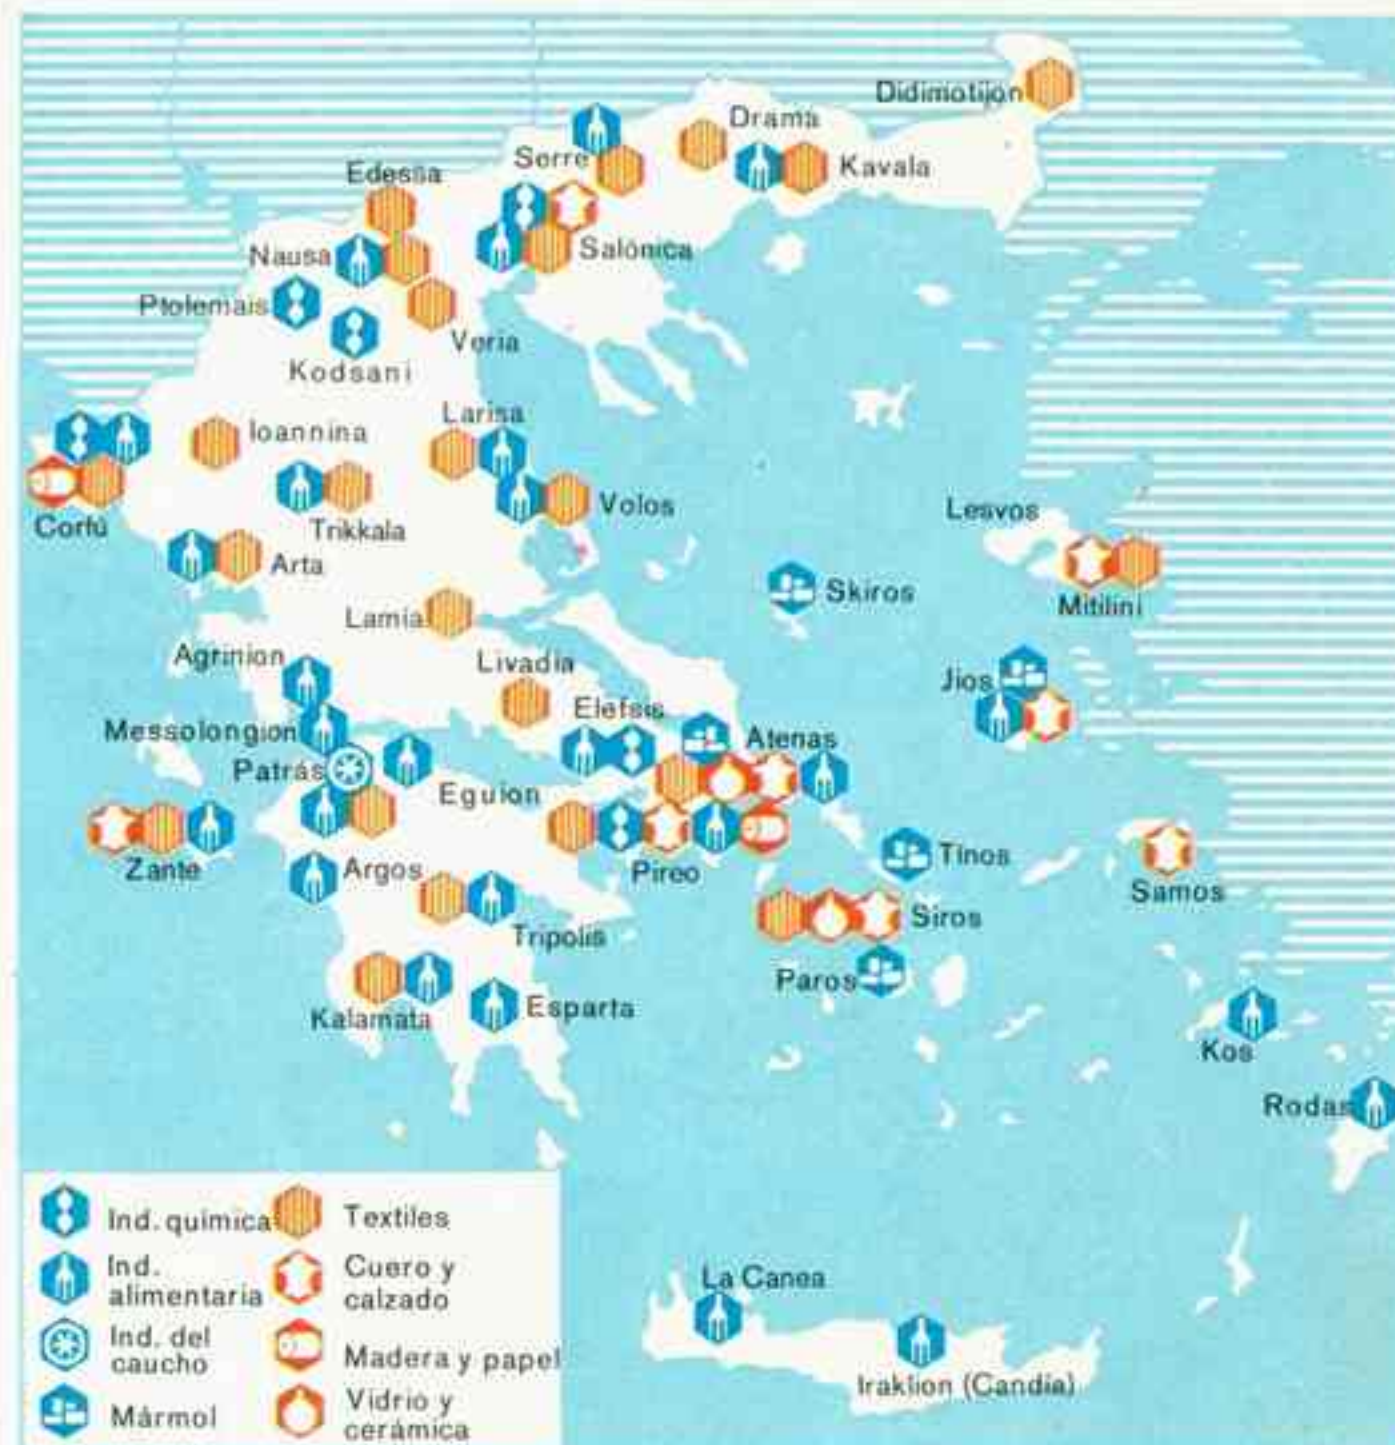 Didimotijon
Drama
Serre
Kavala
Edessa
Salónica
Nausa
Ptolemais
Veria
Kodsani
Larisa
Ioannina
Volos
Corfú
Trikkala
Arta
Lesvos
Mitilini
Skiros
Lamia
Agrinion
Livadia
Jios
Elefsis
Messolongion
Atenas
Patrás
Eguion
Zante
Argos
Pireo
Tinos
Samos
Siros
Tripolis
Paros
Kalamata
Esparta
Kos
Rodas
La Canea
Iraklion (Candía)
Ind. química
Textiles
Ind.
alimentaria
Cuero y
calzado
Ind. del
caucho
Madera y papel
Mármol
Vidrio y
cerámica